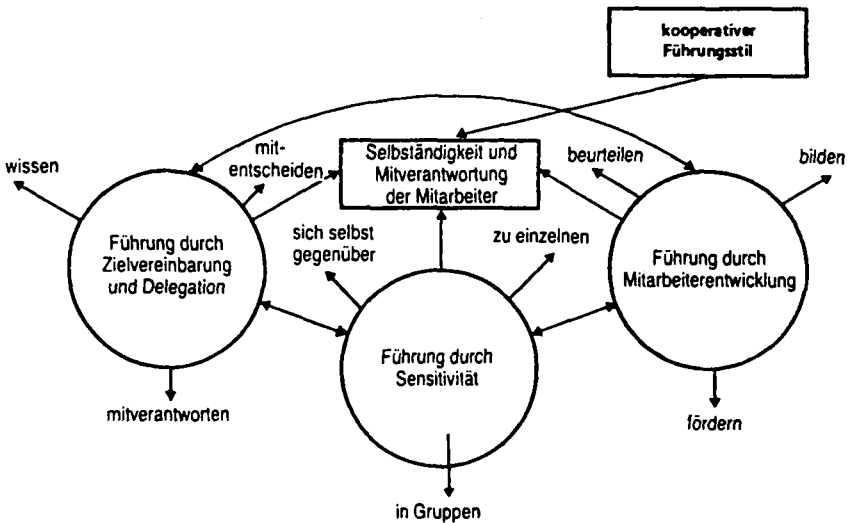 kooperativer
Führungsstil
wissen
mit-
entscheiden
Selbständigkeit und
Mitverantwortung
der Mitarbeiter
beurteilen
bilden
Führung durch
Zielvereinbarung
und Delegation
sich selbst
gegenüber
zu einzelnen
Führung durch
Mitarbeiterentwicklung
Führung durch
Sensitivität
mitverantworten
fördern
in Gruppen